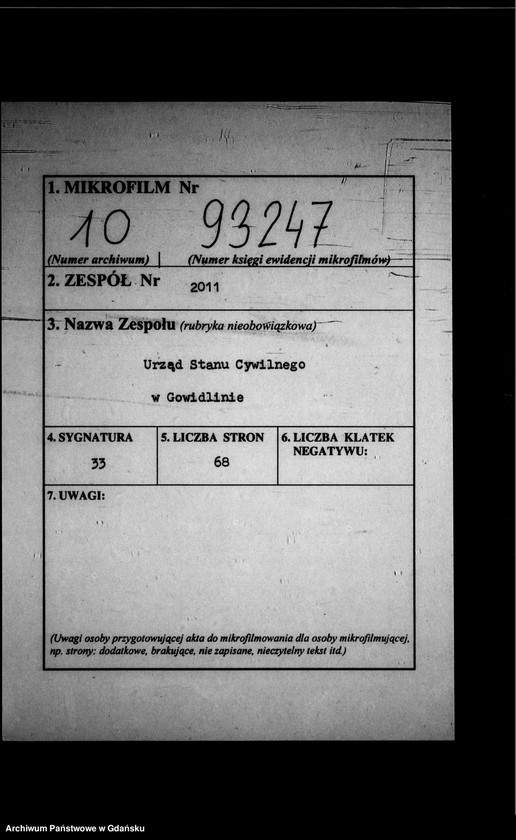 1. MIKROFILM Nr
10 93247
(Numer archiwum) (Numer księgi ewidencji mikrofilmów)
2. ZESPÓŁ Nr 2011
3. Nazwa Zespołu (rubryka nieobowiązkowa)
Urząd Stanu Cywilnego
w Gowidlinie
4. SYGNATURA 5. LICZBA STRON 6. LICZBA KLATEK
NEGATYWU:
33 68
7. UWAGI:
(Uwagi osoby przygotowującej akta do mikrofilmowania dla osoby mikrofilmującej,
np. strony: dodatkowe, brakujące, nie zapisane, nieczytelny tekst itd.)
Archiwum Państwowe w Gdańsku